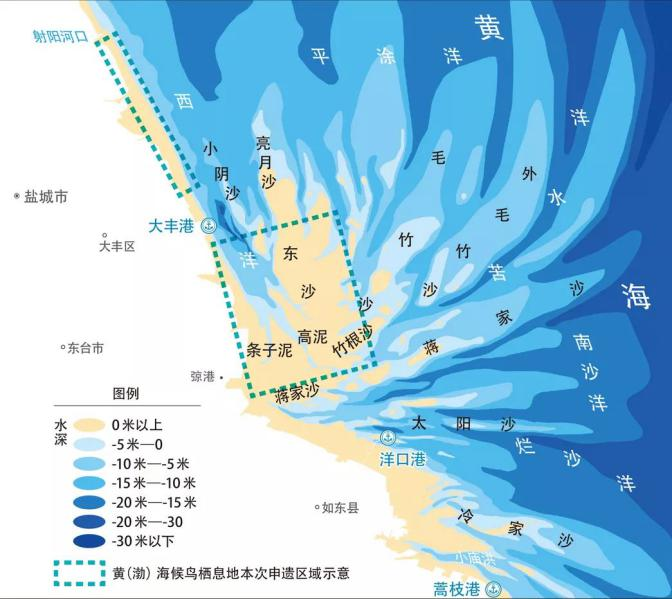 射阳河口
黄
海
平涂洋
西
洋
小阴沙
亮月沙
毛
外
毛
洋
水
苦
盐城市
大丰港
大丰区
东沙
竹
竹
沙
沙
家
沙
蒋
高泥
条子泥
竹根沙
东台市
弶港
蒋家沙
南沙洋
太阳沙
洋口港
烂沙洋
如东县
冷家沙
小庙洪
蒿枝港
图例
水深
0米以上
-5米—0
-10米—-5米
-15米—-10米
-20米—-15米
-20米—-30
-30米以下
黄(渤)海候鸟栖息地本次申遗区域示意